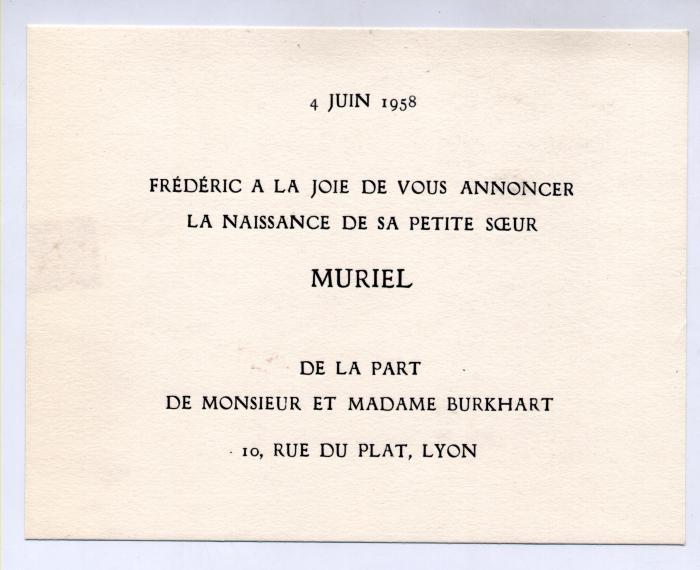 4 JUIN 1958
FRÉDÉRIC A LA JOIE DE VOUS ANNONCER
LA NAISSANCE DE SA PETITE SŒUR
MURIEL
DE LA PART
DE MONSIEUR ET MADAME BURKHART
10, RUE DU PLAT, LYON